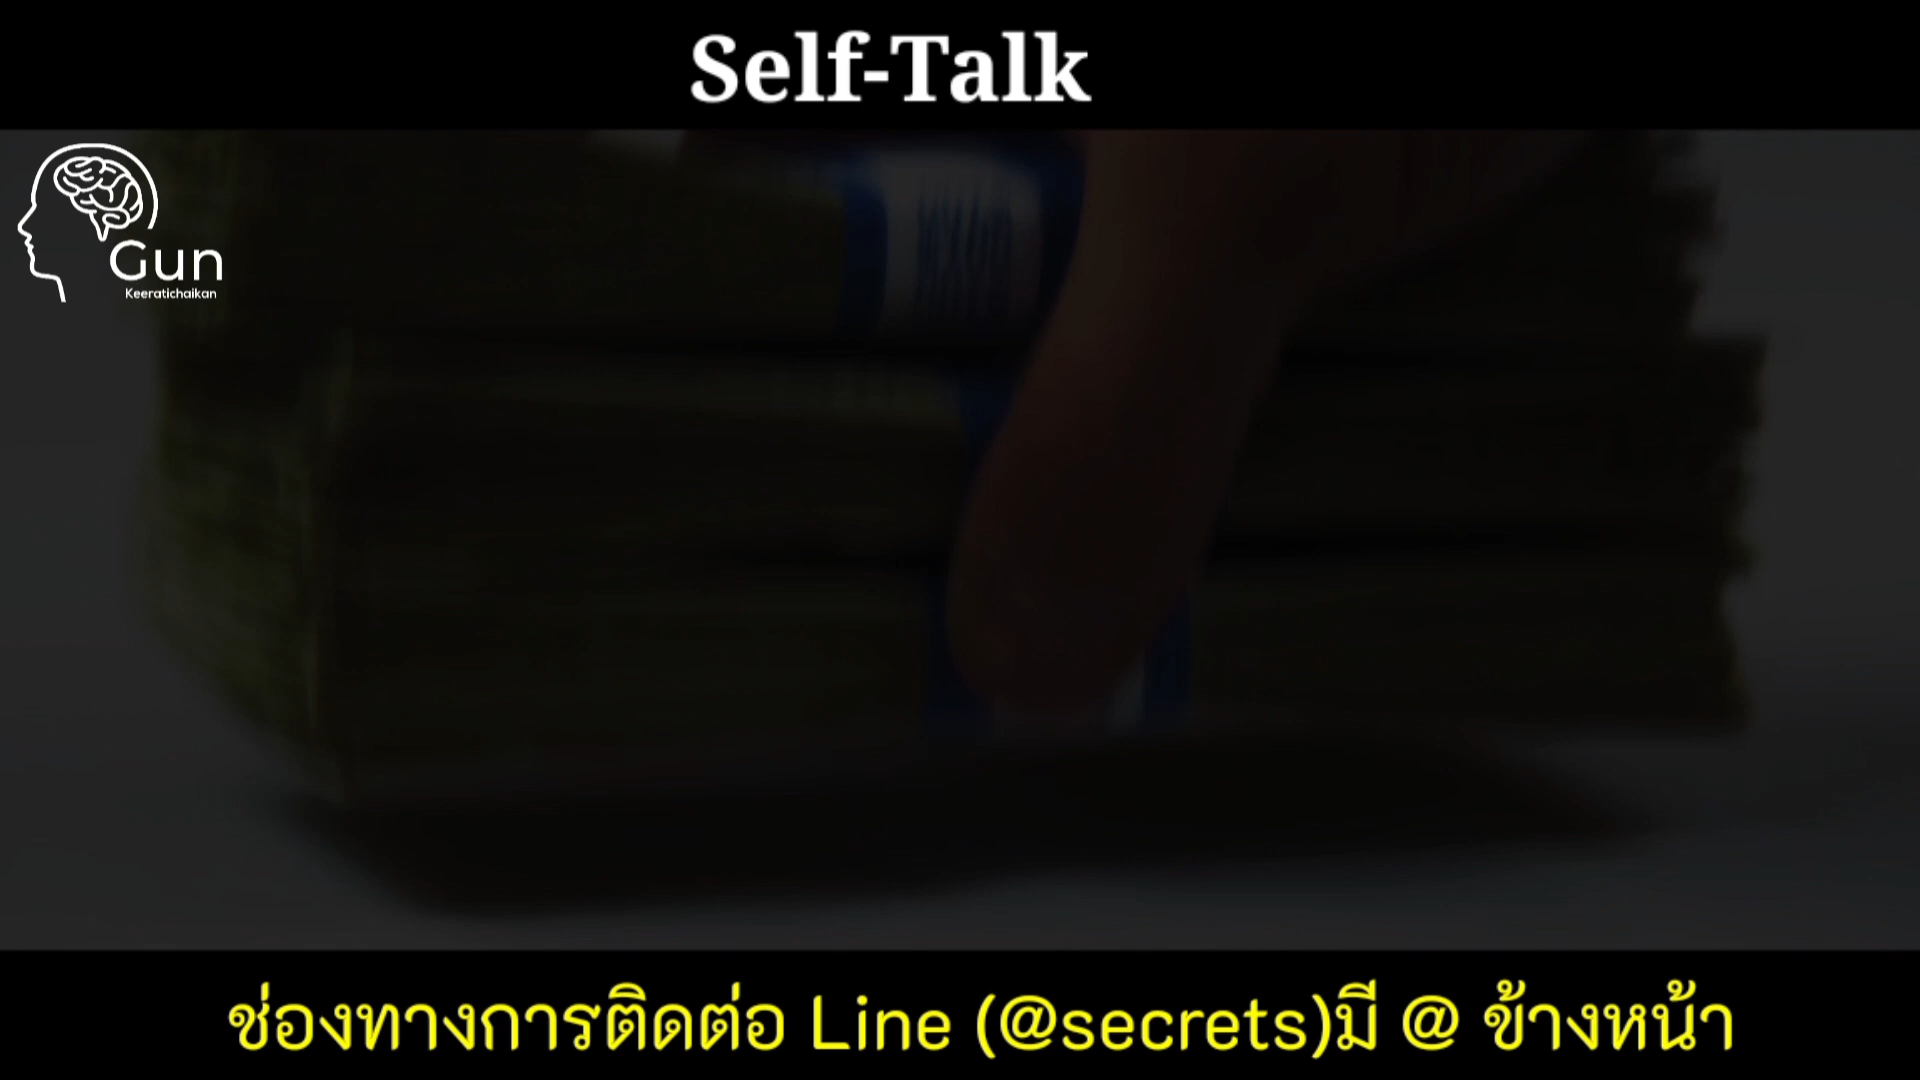 Self-Talk
Gun
Keeratichaikan
ช่องทางการติดต่อ Line (@secrets)มี @ ข้างหน้า